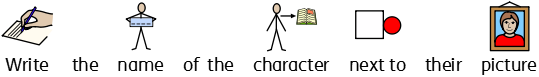 Write the name of the character next to their picture